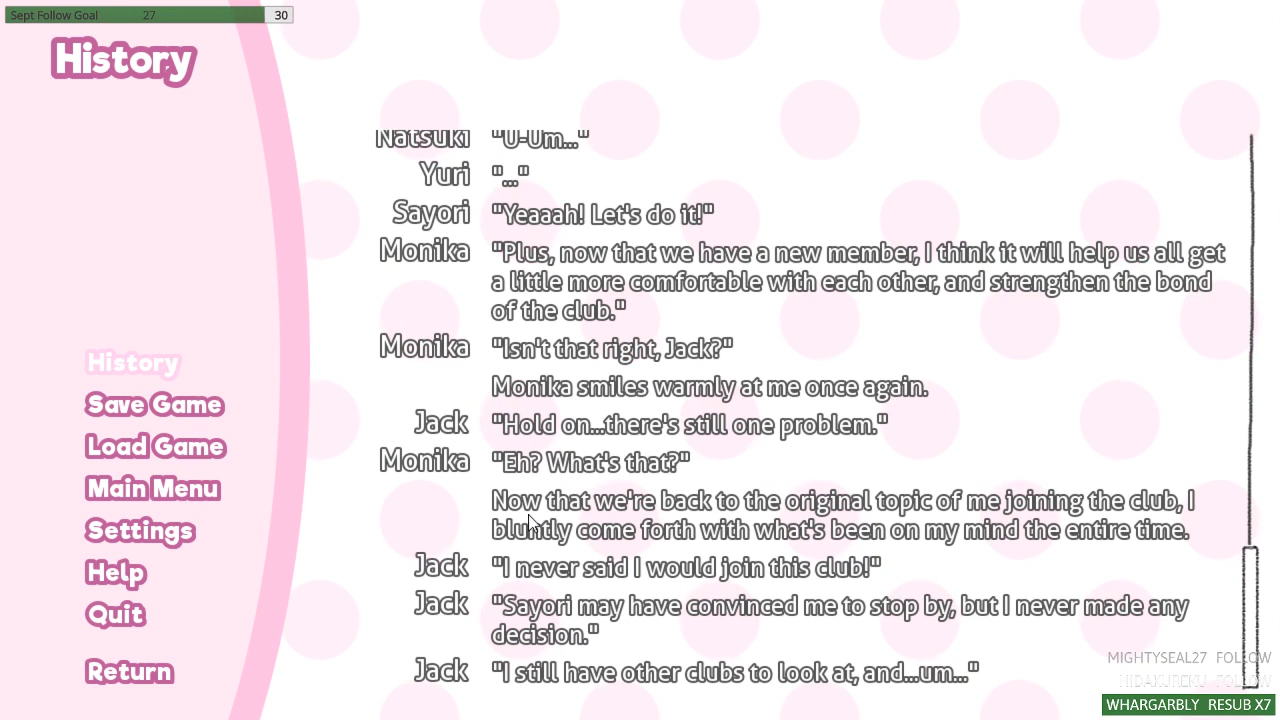 Sept Follow Goal 27 30
History
Natsuki "U-Um..."
Yuri "..."
Sayori "Yeaaah! Let's do it!"
Monika "Plus, now that we have a new member, I think it will help us all get
a little more comfortable with each other, and strengthen the bond
of the club."
Monika "Isn't that right, Jack?"
Monika smiles warmly at me once again.
Jack "Hold on...there's still one problem."
Monika "Eh? What's that?"
Now that we're back to the original topic of me joining the club, I
bluntly come forth with what's been on my mind the entire time.
Jack "I never said I would join this club!"
Jack "Sayori may have convinced me to stop by, but I never made any
decision."
Jack "I still have other clubs to look at, and...um..."
History
Save Game
Load Game
Main Menu
Settings
Help
Quit
Return
MIGHTYSEAL27 FOLLOW
FOLLOW
WHARGARBLY RESUB X7